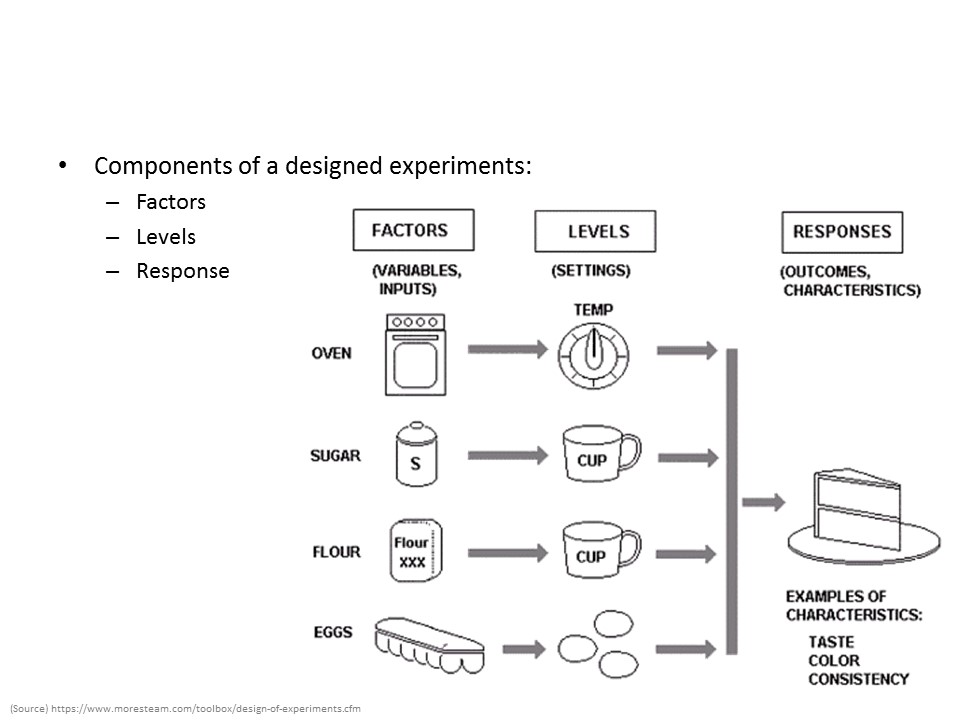 • Components of a designed experiments:
– Factors
– Levels
– Response
FACTORS
LEVELS
RESPONSES
(VARIABLES,
INPUTS)
(SETTINGS)
(OUTCOMES,
CHARACTERISTICS)
TEMP
OVEN
SUGAR
S
CUP
FLOUR
Flour
XXX
CUP
EGGS
EXAMPLES OF
CHARACTERISTICS:
TASTE
COLOR
CONSISTENCY
(Source) https://www.moresteam.com/toolbox/design-of-experiments.cfm